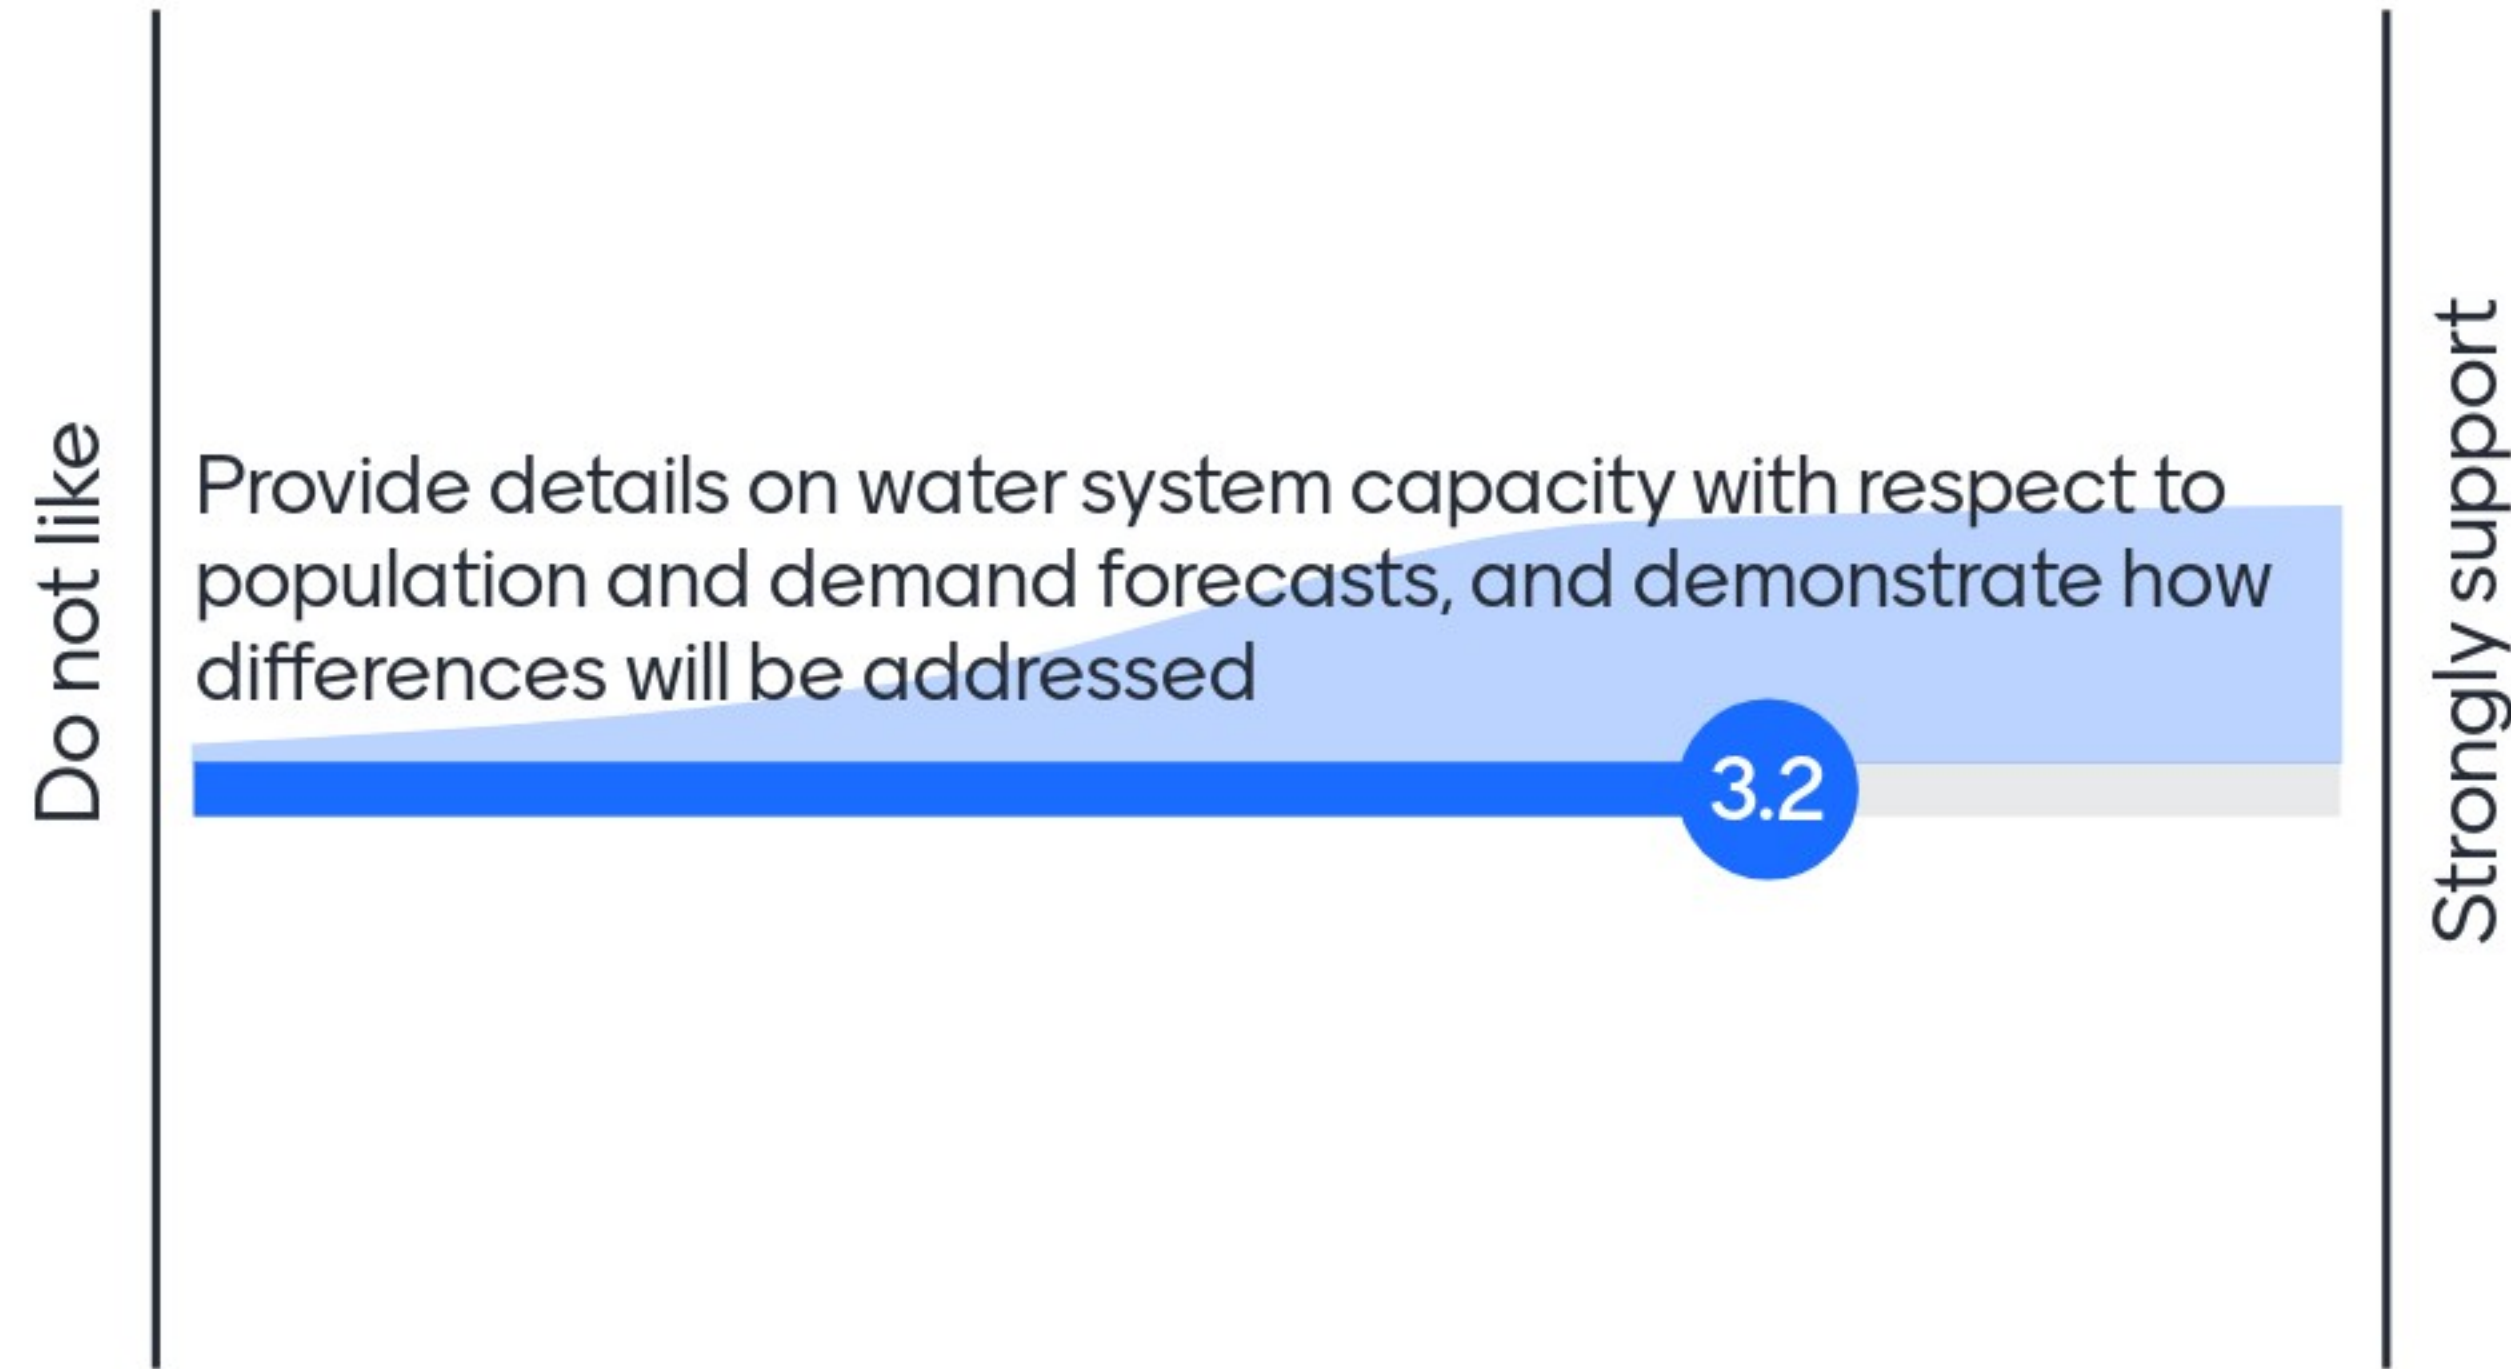 Do not like
Provide details on water system capacity with respect to
population and demand forecasts, and demonstrate how
differences will be addressed
3.2
Strongly support